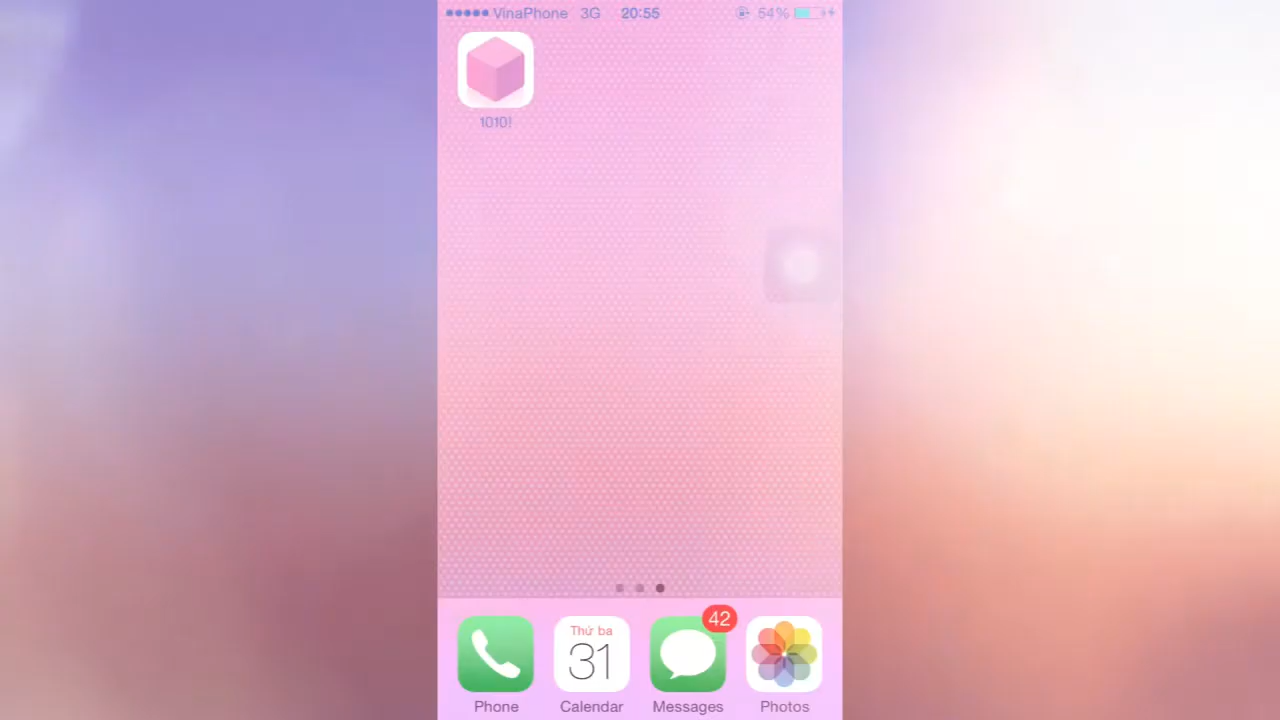 VinaPhone 3G 20:55 54%
1010!
42
Thứ ba
31
Phone Calendar Messages Photos